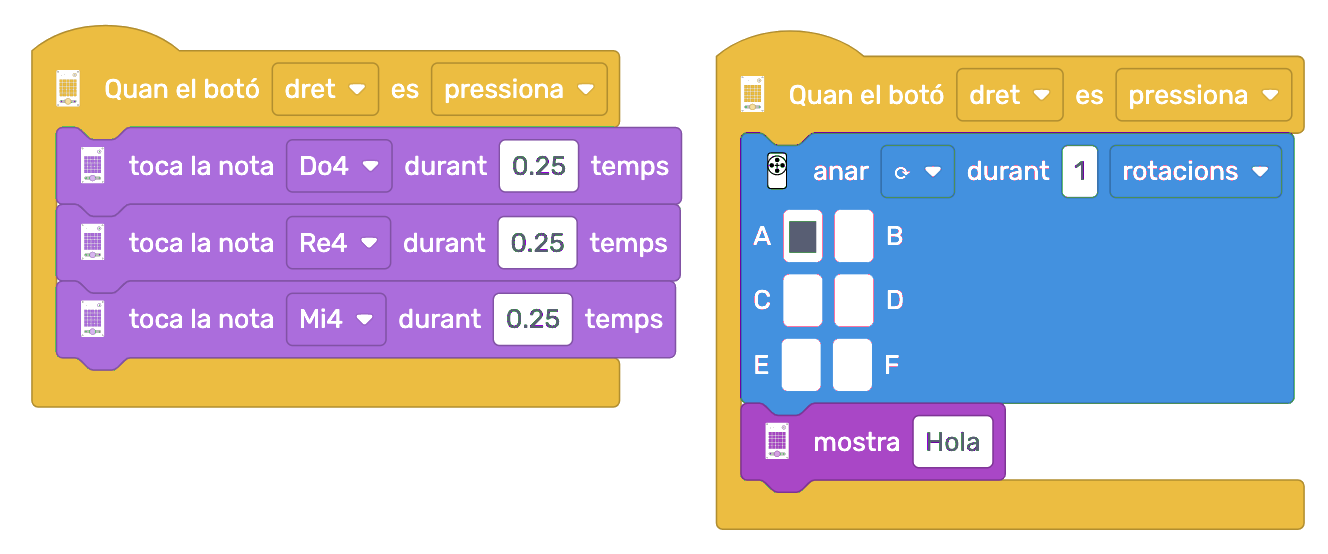 Quan el botó dret es pressiona
toca la nota Do4 durant 0.25 temps
toca la nota Re4 durant 0.25 temps
toca la nota Mi4 durant 0.25 temps
Quan el botó dret es pressiona
anar ⟳ durant 1 rotacions
A B
C D
E F
mostra Hola